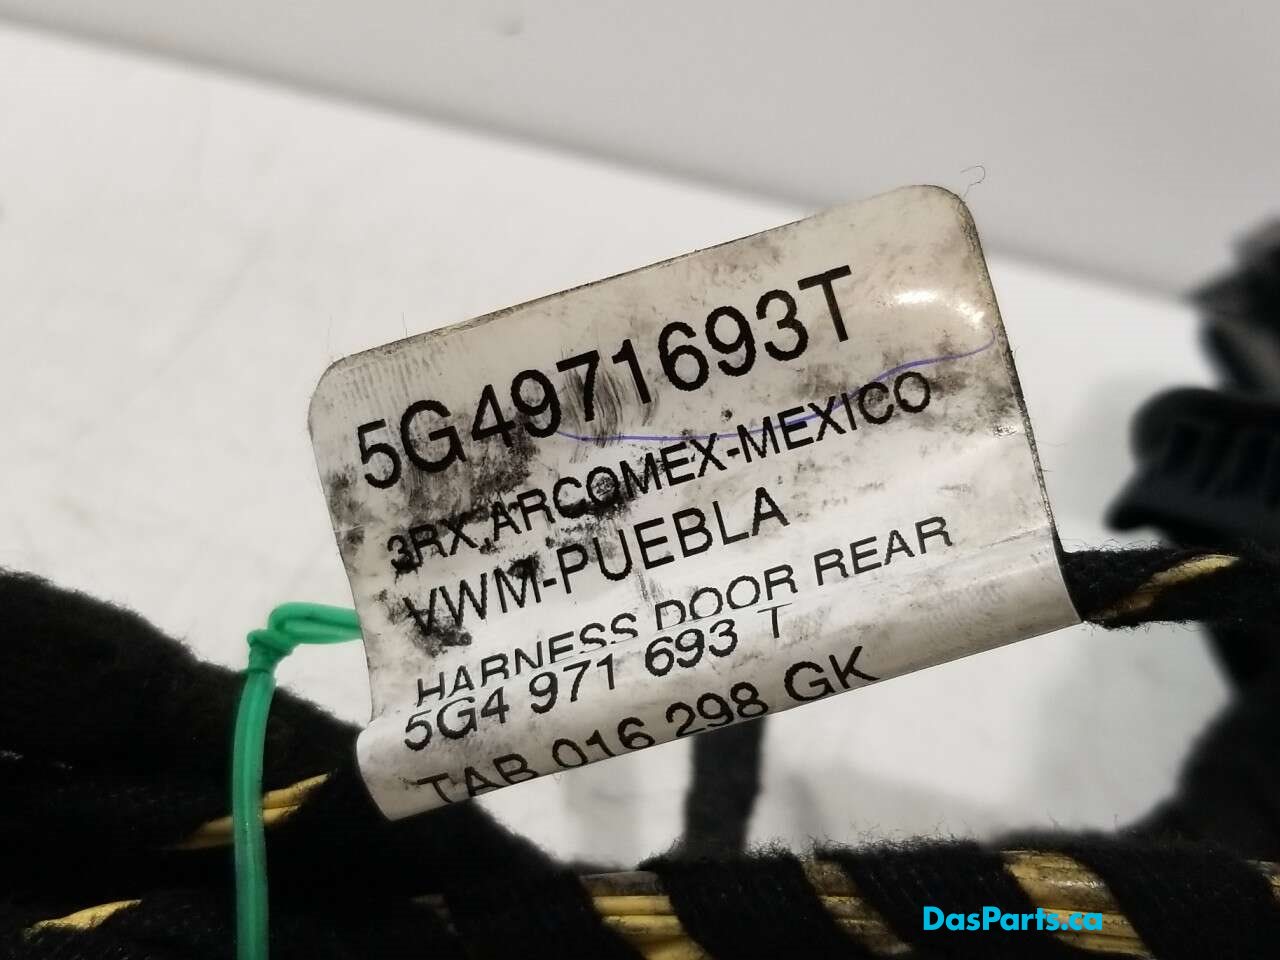 5G4971693T
3RX,ARCOMEX-MEXICO
VWM-PUEBLA
HARNESS DOOR REAR
5G4 971 693 T
TAB 016 298 GK
DasParts.ca